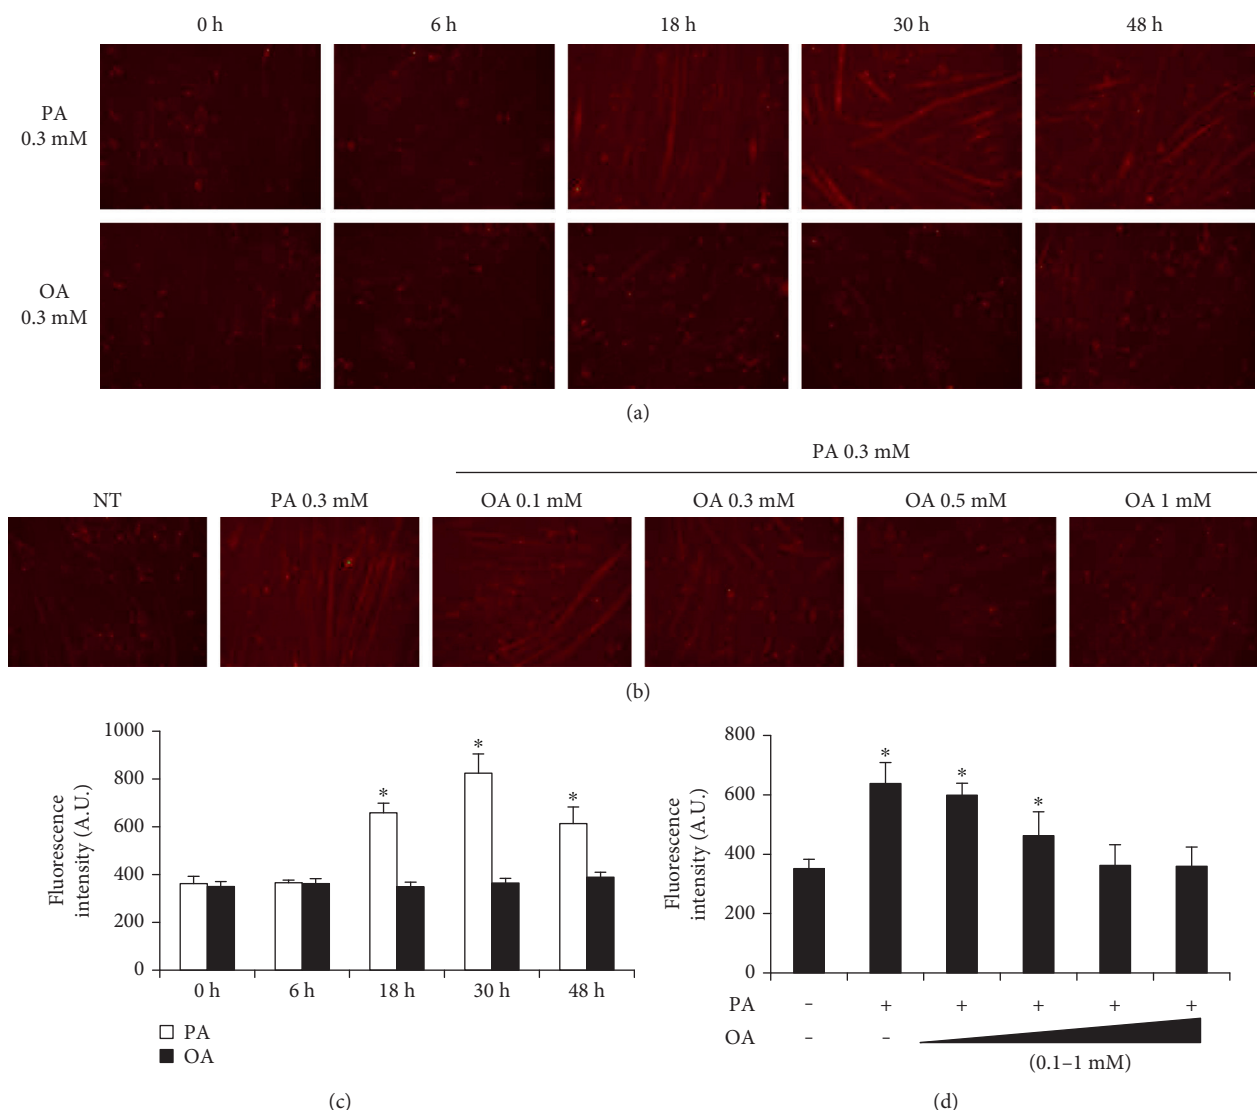 0 h 6 h 18 h 30 h 48 h
PA
0.3 mM
OA
0.3 mM
(a)
PA 0.3 mM
NT PA 0.3 mM OA 0.1 mM OA 0.3 mM OA 0.5 mM OA 1 mM
(b)
Fluorescence
intensity (A.U.)
1000
800
600
400
200
0
* * *
0 h 6 h 18 h 30 h 48 h
PA
OA
(c)
Fluorescence
intensity (A.U.)
800
600
400
200
0
* * *
PA - + + + + +
OA - -
(0.1–1 mM)
(d)